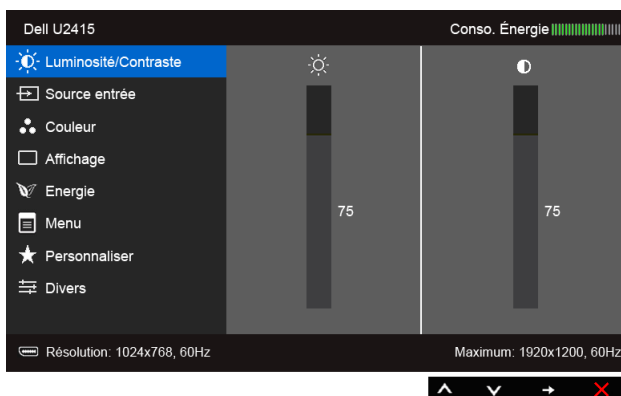 Dell U2415
Conso. Énergie
Luminosité/Contraste
Source entrée
Couleur
Affichage
Energie
Menu
Personnaliser
Divers
75
75
Résolution: 1024x768, 60Hz
Maximum: 1920x1200, 60Hz